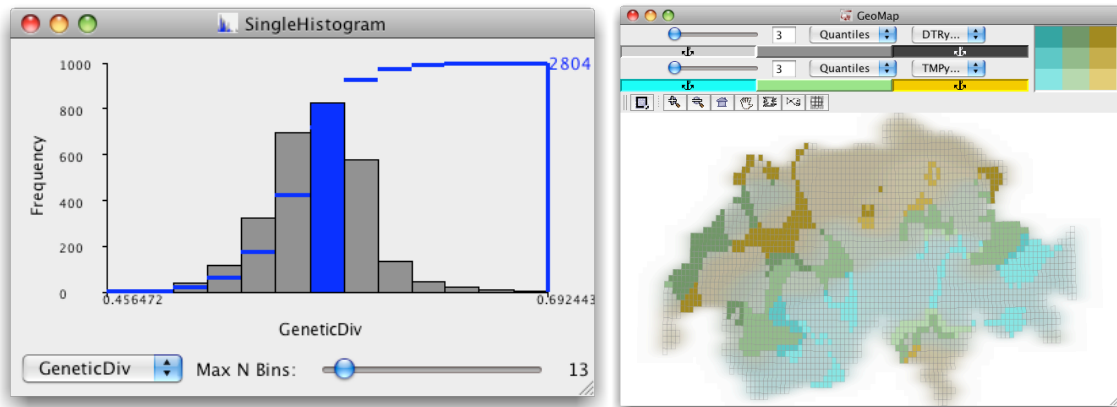 SingleHistogram
2804
1000
800
600
400
200
0
Frequency
0.456472
0.692443
GeneticDiv
GeneticDiv
Max N Bins:
13
GeoMap
3
Quantiles
DTRy...
3
Quantiles
TMPy...